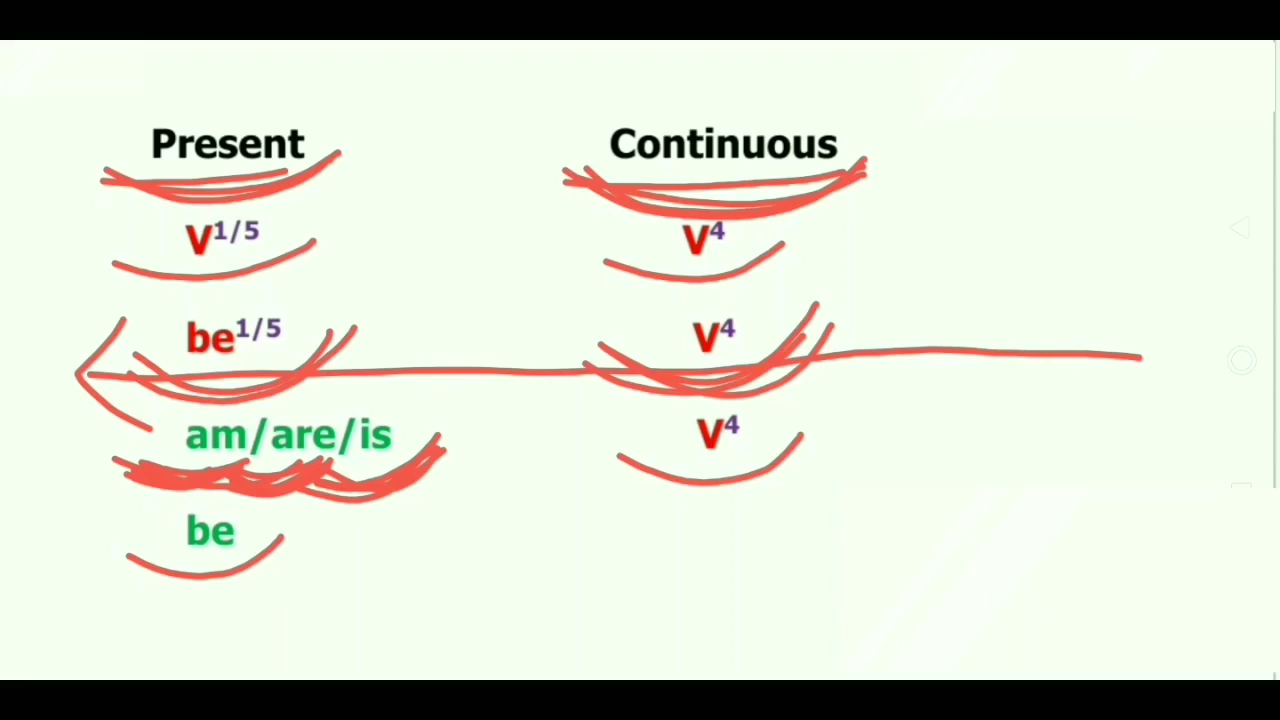 Present Continuous
V1/5 V4
be1/5 V4
am/are/is V4
be